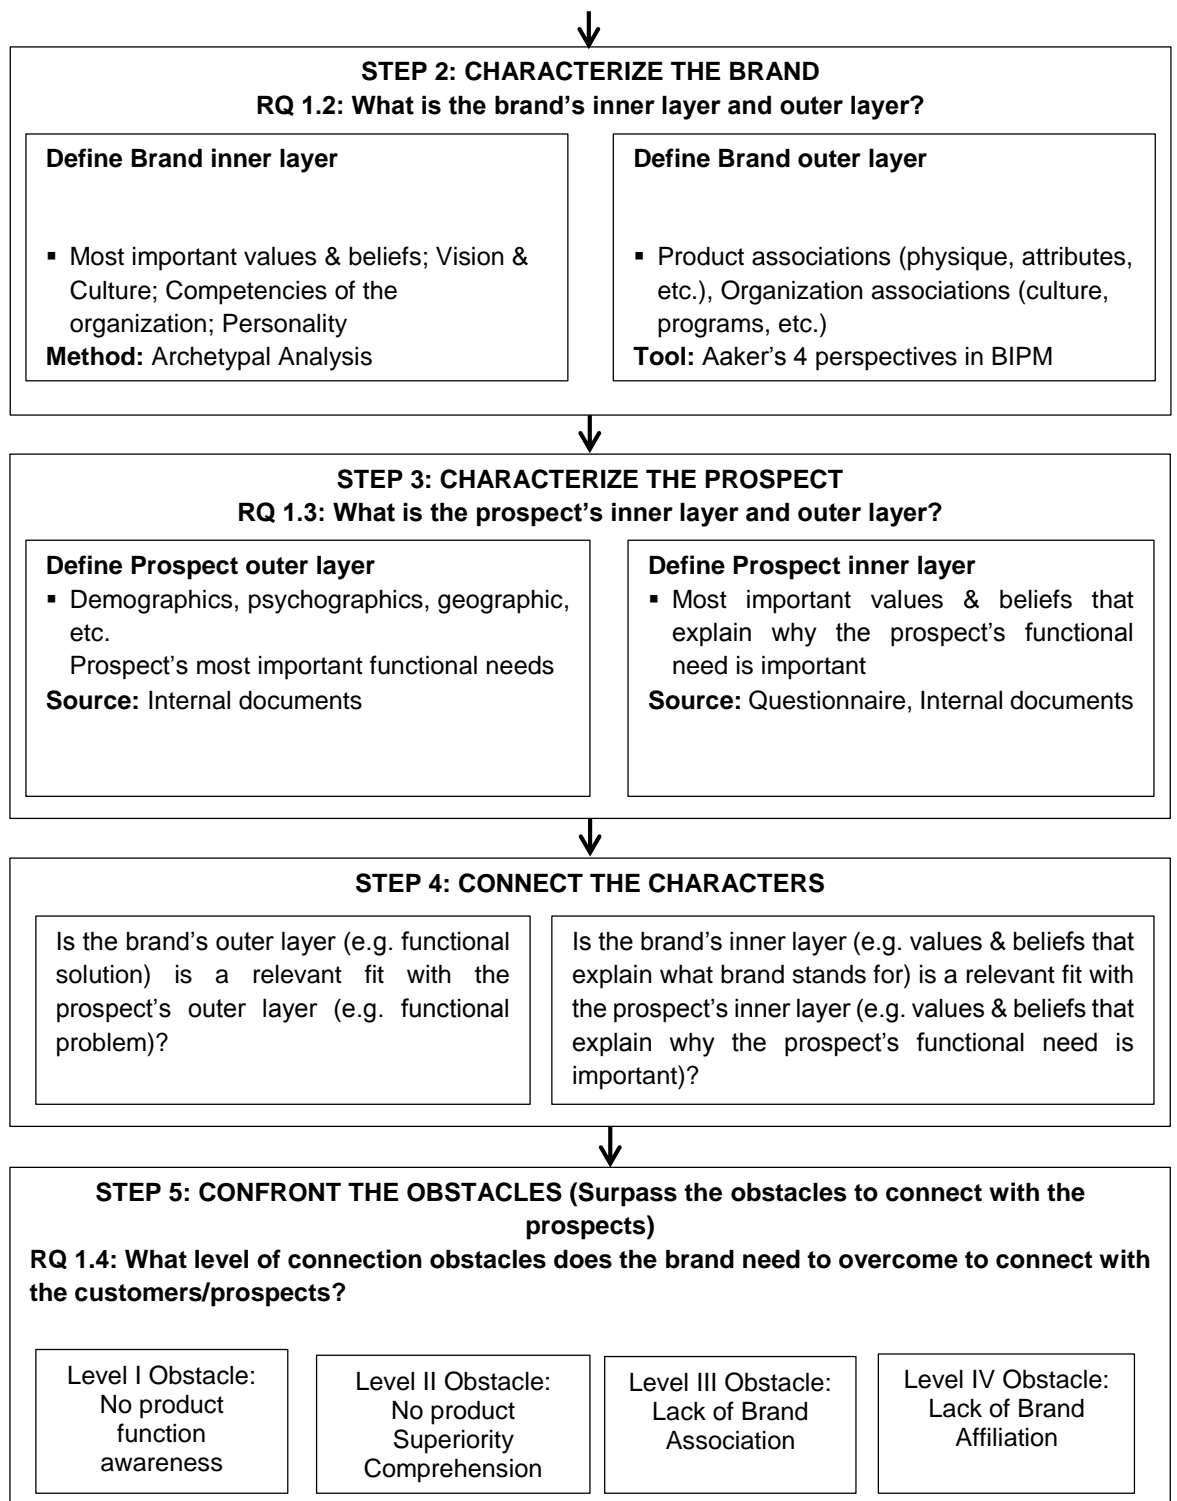 STEP 2: CHARACTERIZE THE BRAND
RQ 1.2: What is the brand’s inner layer and outer layer?
Define Brand inner layer
▪ Most important values & beliefs; Vision &
Culture; Competencies of the
organization; Personality
Method: Archetypal Analysis
Define Brand outer layer
▪ Product associations (physique, attributes,
etc.), Organization associations (culture,
programs, etc.)
Tool: Aaker’s 4 perspectives in BIPM
STEP 3: CHARACTERIZE THE PROSPECT
RQ 1.3: What is the prospect’s inner layer and outer layer?
Define Prospect outer layer
▪ Demographics, psychographics, geographic,
etc.
Prospect’s most important functional needs
Source: Internal documents
Define Prospect inner layer
▪ Most important values & beliefs that
explain why the prospect’s functional
need is important
Source: Questionnaire, Internal documents
STEP 4: CONNECT THE CHARACTERS
Is the brand’s outer layer (e.g. functional
solution) is a relevant fit with the
prospect’s outer layer (e.g. functional
problem)?
Is the brand’s inner layer (e.g. values & beliefs that
explain what brand stands for) is a relevant fit with
the prospect’s inner layer (e.g. values & beliefs that
explain why the prospect’s functional need is
important)?
STEP 5: CONFRONT THE OBSTACLES (Surpass the obstacles to connect with the
prospects)
RQ 1.4: What level of connection obstacles does the brand need to overcome to connect with
the customers/prospects?
Level I Obstacle:
No product
function
awareness
Level II Obstacle:
No product
Superiority
Comprehension
Level III Obstacle:
Lack of Brand
Association
Level IV Obstacle:
Lack of Brand
Affiliation